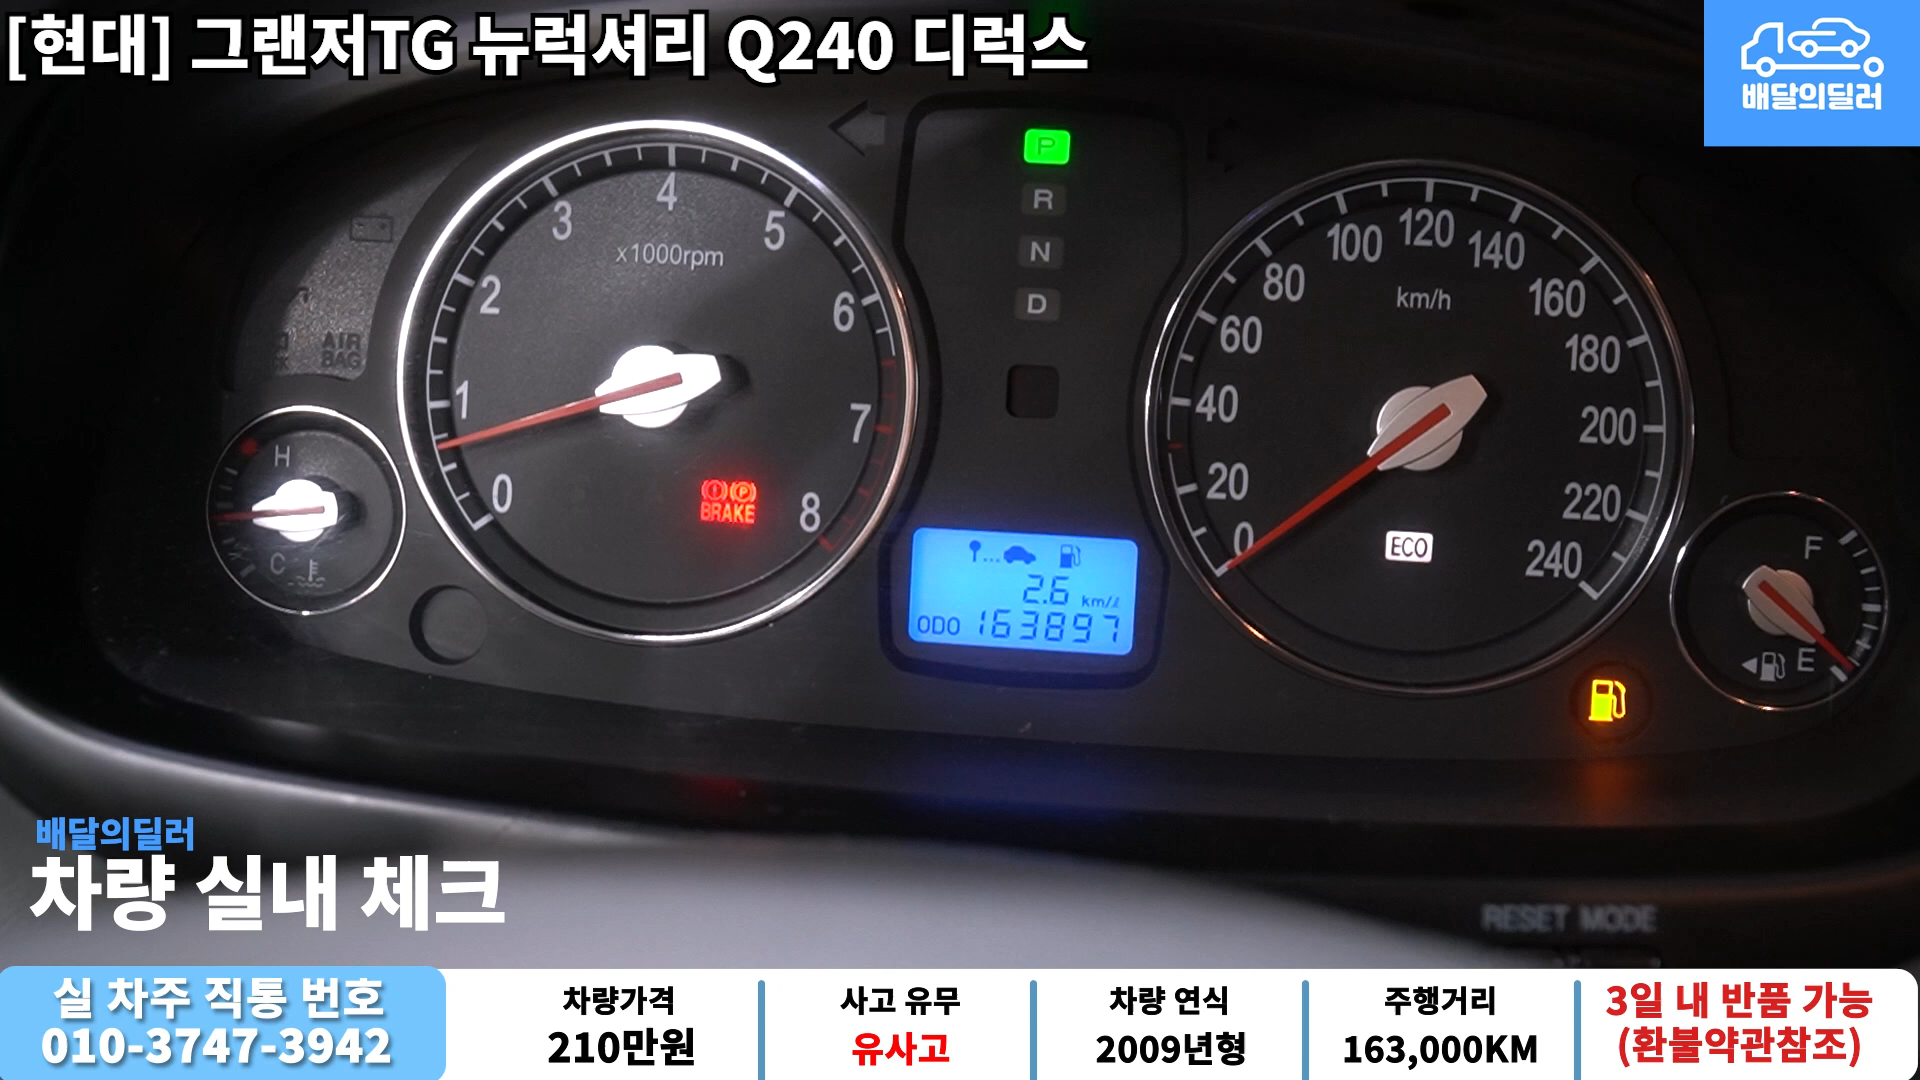 [현대] 그랜저TG 뉴럭셔리 Q240 디럭스
배달의딜러
P
R
N
D
0 1 2 3 4 5 6 7 8
x1000rpm
AIR
BAG
H
C
BRAKE
2.6 km/ℓ
ODO 163897
0 20 40 60 80 100 120 140 160 180 200 220 240
km/h
ECO
F
E
RESET MODE
배달의딜러
차량 실내 체크
실 차주 직통 번호
010-3747-3942
차량가격
210만원
사고 유무
유사고
차량 연식
2009년형
주행거리
163,000KM
3일 내 반품 가능
(환불약관참조)